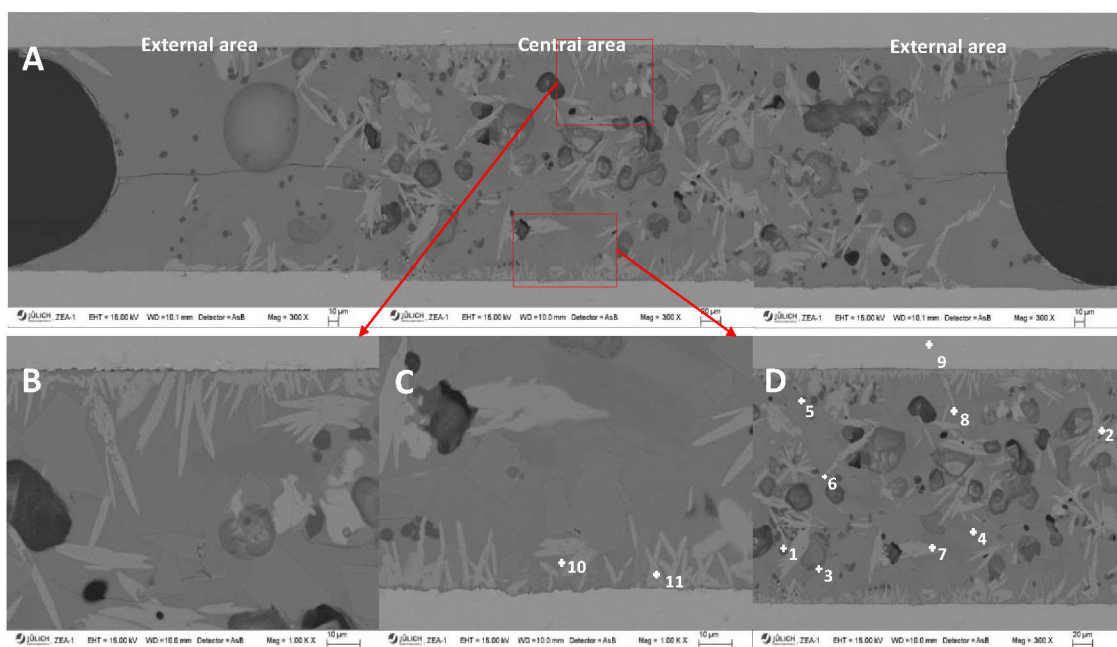 A
External area
Central area
External area
JÜLICH ZEA-1 EHT = 15.00 kV WD = 10.1 mm Detector = AsB Mag = 300 X 10 µm
JÜLICH ZEA-1 EHT = 15.00 kV WD = 10.0 mm Detector = AsB Mag = 300 X 20 µm
JÜLICH ZEA-1 EHT = 15.00 kV WD = 10.1 mm Detector = AsB Mag = 300 X 10 µm
B
C
D
9
5
8
2
6
4
10
11
1
7
3
JÜLICH ZEA-1 EHT = 15.00 kV WD = 10.0 mm Detector = AsB Mag = 1.00 K X 10 µm
JÜLICH ZEA-1 EHT = 15.00 kV WD = 10.0 mm Detector = AsB Mag = 1.00 K X 10 µm
JÜLICH ZEA-1 EHT = 15.00 kV WD = 10.0 mm Detector = AsB Mag = 300 X 20 µm